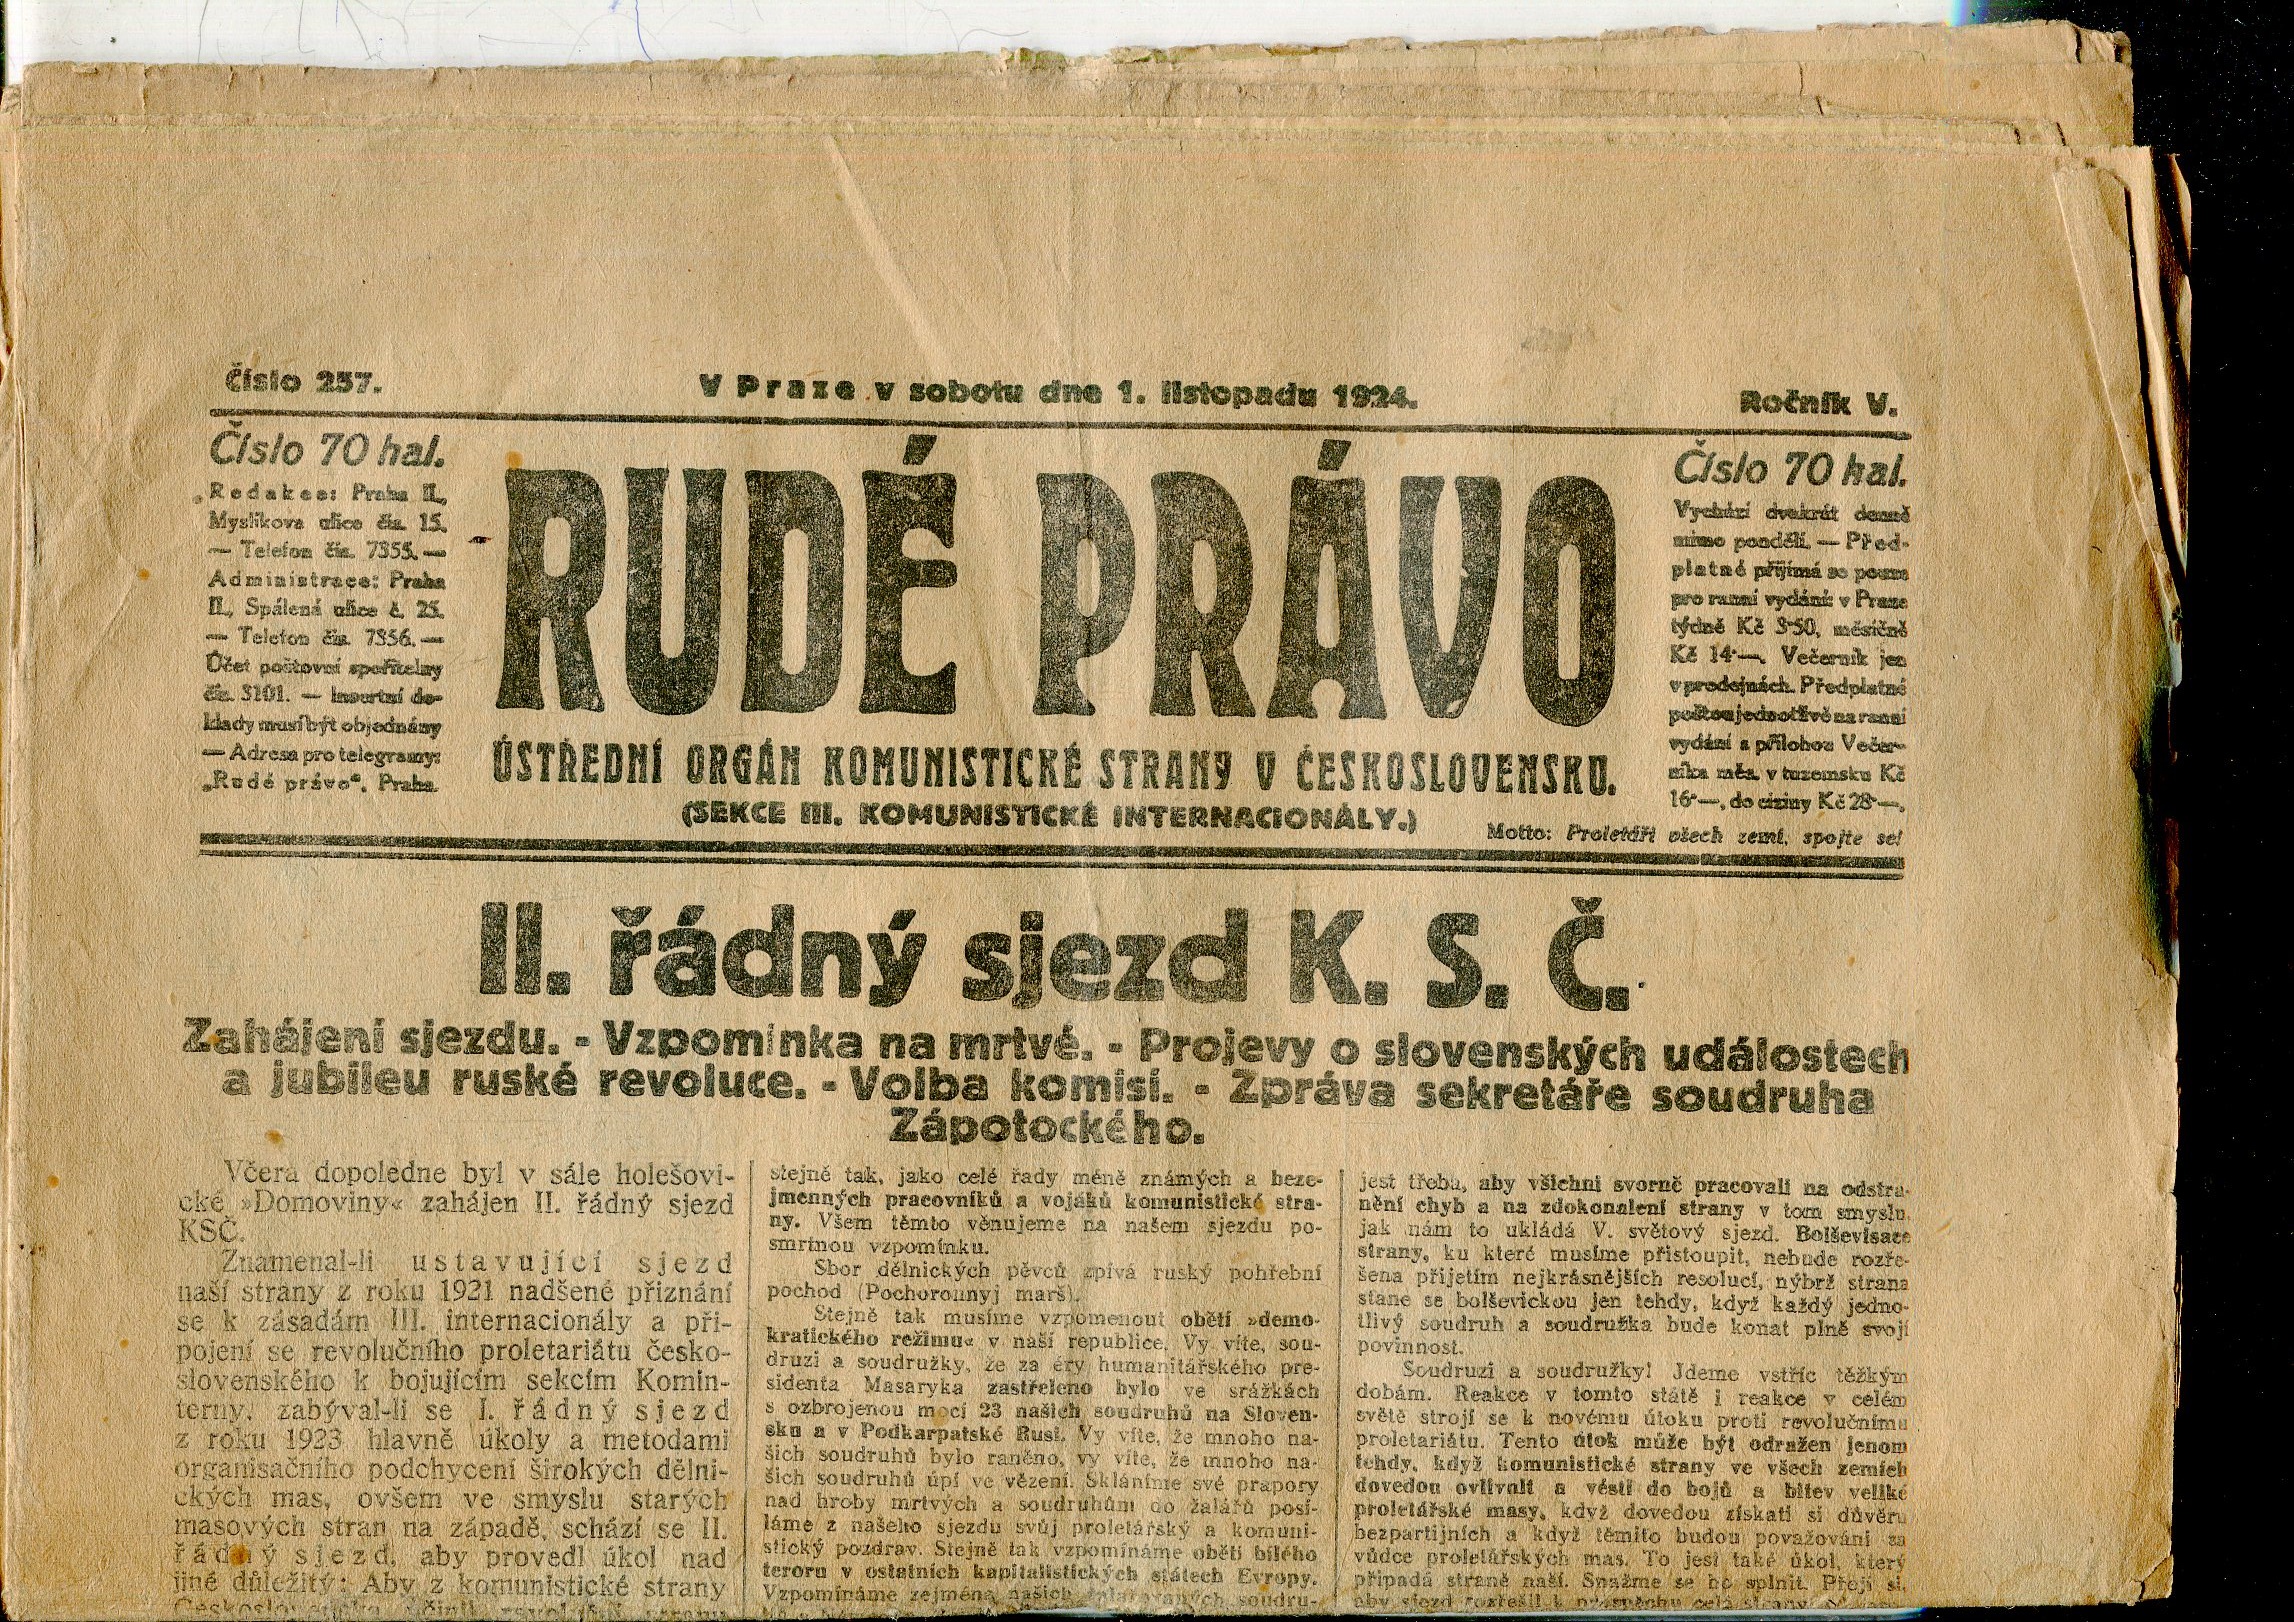 Číslo 257.
V Praze v sobotu dne 1. listopadu 1924.
Ročník V.
Číslo 70 hal.
Redakce: Praha II.,
Myslíkova ulice čís. 15.
— Telefon čís. 7355. —
Administrace: Praha
II., Spálená ulice č. 25.
— Telefon čís. 7356. —
Účet poštovní spořitelny
čís. 3101. — Insertní do-
klady musí být objednány
— Adresa pro telegramy:
„Rudé právo“, Praha.
RUDÉ PRÁVO
ÚSTŘEDNÍ ORGÁN KOMUNISTICKÉ STRANY V ČESKOSLOVENSKU.
(SEKCE III. KOMUNISTICKÉ INTERNACIONÁLY.)
Číslo 70 hal.
Vychází dvakrát denně
mimo pondělí. — Před-
platné přijímá se pouze
pro ranní vydání: v Praze
týdně Kč 3·50, měsíčně
Kč 14·—. Večerník jen
v prodejnách. Předplatné
poštou jednotlivě na ranní
vydání s přílohou Večer-
níka měs. v tuzemsku Kč
16·—, do ciziny Kč 28·—.
Motto: Proletáři všech zemí, spojte se!
II. řádný sjezd K. S. Č.
Zahájení sjezdu. - Vzpomínka na mrtvé. - Projevy o slovenských událostech
a jubileu ruské revoluce. - Volba komisí. - Zpráva sekretáře soudruha
Zápotockého.
Včera dopoledne byl v sále holešovi-
cké »Domoviny« zahájen II. řádný sjezd
KSČ.
Znamenal-li ustavující sjezd
naší strany z roku 1921 nadšené přiznání
se k zásadám III. internacionály a při-
pojení se revolučního proletariátu česko-
slovenského k bojujícím sekcím Komin-
terny, zabýval-li se I. řádný sjezd
z roku 1923 hlavně úkoly a metodami
organisačního podchycení širokých dělni-
ckých mas, ovšem ve smyslu starých
masových stran na západě, schází se II.
řádný sjezd, aby provedl úkol nad
jiné důležitý: Aby z komunistické strany
stejně tak, jako celé řady méně známých a beze-
jmenných pracovníků a vojáků komunistické stra-
ny. Všem těmto věnujeme na našem sjezdu po-
smrtnou vzpomínku.
Sbor dělnických pěvců zpívá ruský pohřební
pochod (Pochoronnyj marš).
Stejně tak musíme vzpomenout obětí »demo-
kratického režimu« v naší republice. Vy víte, sou-
druzi a soudružky, že za éry humanitářského pre-
sidenta Masaryka zastřeleno bylo ve srážkách
s ozbrojenou mocí 23 našich soudruhů na Sloven-
sku a v Podkarpatské Rusi. Vy víte, že mnoho na-
šich soudruhů bylo raněno, vy víte, že mnoho na-
šich soudruhů úpí ve vězení. Skláníme své prapory
nad hroby mrtvých a soudruhům do žalářů posí-
láme z našeho sjezdu svůj proletářský a komuni-
stický pozdrav. Stejně tak vzpomínáme obětí bílého
teroru v ostatních kapitalistických státech Evropy.
Vzpomínáme zejména našich soudru-
jest třeba, aby všichni svorně pracovali na odstra-
nění chyb a na zdokonalení strany v tom smyslu,
jak nám to ukládá V. světový sjezd. Bolševisace
strany, ku které musíme přistoupit, nebude rozře-
šena přijetím nejkrásnějších resolucí, nýbrž strana
stane se bolševickou jen tehdy, když každý jedno-
tlivý soudruh a soudružka bude konat plně svoji
povinnost.
Soudruzi a soudružky! Jdeme vstříc těžkým
dobám. Reakce v tomto státě i reakce v celém
světě strojí se k novému útoku proti revolučnímu
proletariátu. Tento útok může být odražen jenom
tehdy, když komunistické strany ve všech zemích
dovedou ovlivnit a vésti do bojů a bitev veliké
proletářské masy, když dovedou získati si důvěru
bezpartijních a když těmito budou považováni za
vůdce proletářských mas. To jest také úkol, který
připadá straně naší. Snažme se ho splnit. Přeji si,
aby sjezd rozřešil k prospěchu celé strany